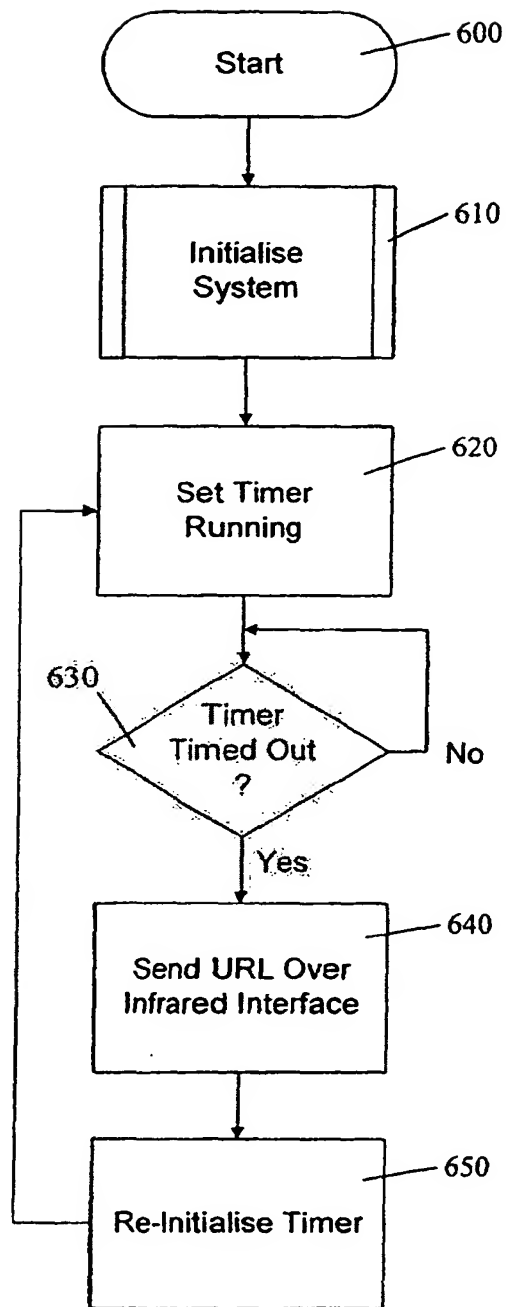 Start
600
Initialise
System
610
Set Timer
Running
620
630
Timer
Timed Out
?
No
Yes
Send URL Over
Infrared Interface
640
Re-Initialise Timer
650